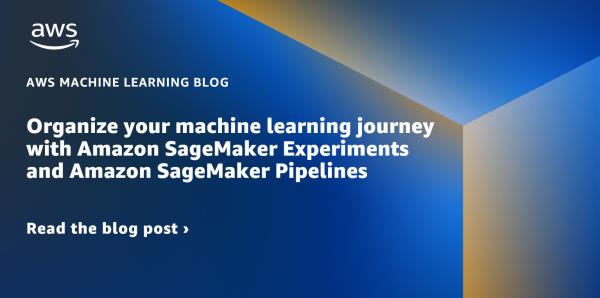 aws
AWS MACHINE LEARNING BLOG
Organize your machine learning journey
with Amazon SageMaker Experiments
and Amazon SageMaker Pipelines
Read the blog post ›